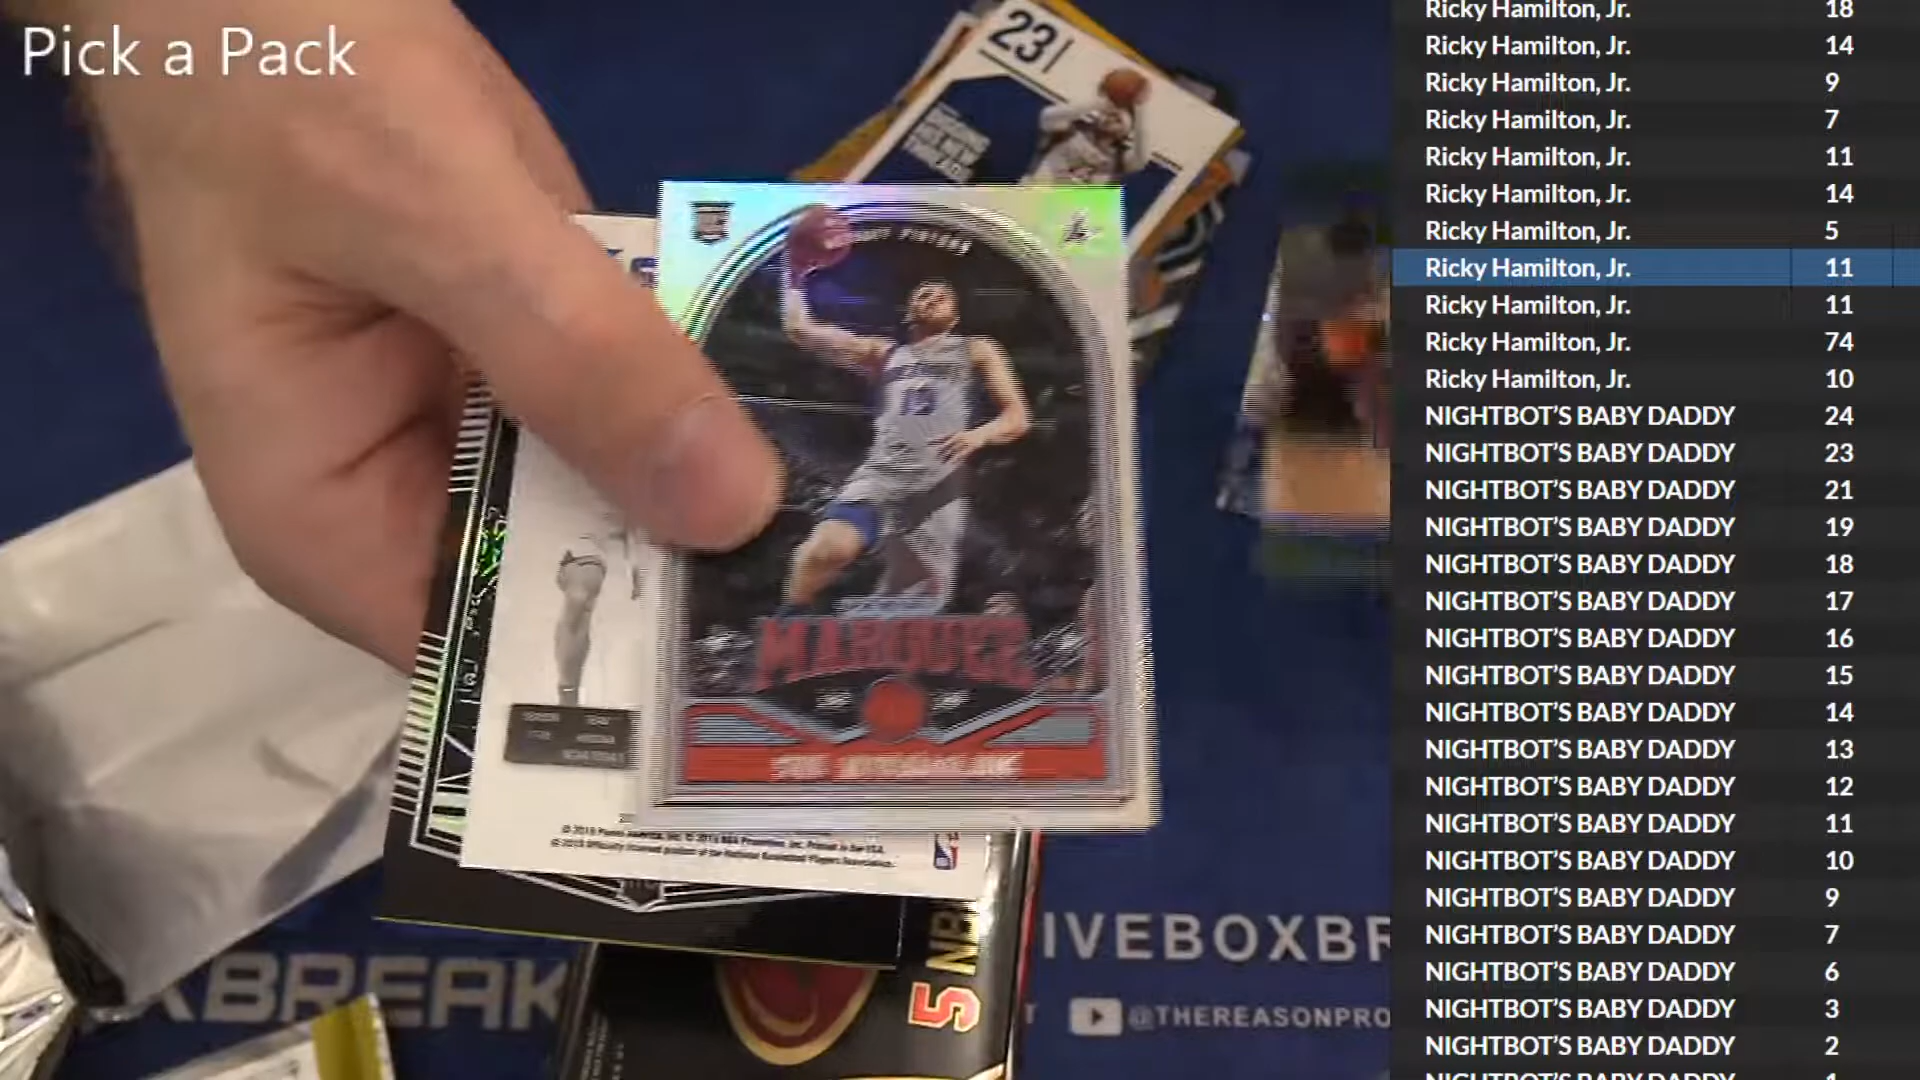 Pick a Pack
23
MARQUEE
5
NBA
XBREAK
IVEBOXBR
@THEREASONPRO
Ricky Hamilton, Jr. 18
Ricky Hamilton, Jr. 14
Ricky Hamilton, Jr. 9
Ricky Hamilton, Jr. 7
Ricky Hamilton, Jr. 11
Ricky Hamilton, Jr. 14
Ricky Hamilton, Jr. 5
Ricky Hamilton, Jr. 11
Ricky Hamilton, Jr. 11
Ricky Hamilton, Jr. 74
Ricky Hamilton, Jr. 10
NIGHTBOT'S BABY DADDY 24
NIGHTBOT'S BABY DADDY 23
NIGHTBOT'S BABY DADDY 21
NIGHTBOT'S BABY DADDY 19
NIGHTBOT'S BABY DADDY 18
NIGHTBOT'S BABY DADDY 17
NIGHTBOT'S BABY DADDY 16
NIGHTBOT'S BABY DADDY 15
NIGHTBOT'S BABY DADDY 14
NIGHTBOT'S BABY DADDY 13
NIGHTBOT'S BABY DADDY 12
NIGHTBOT'S BABY DADDY 11
NIGHTBOT'S BABY DADDY 10
NIGHTBOT'S BABY DADDY 9
NIGHTBOT'S BABY DADDY 7
NIGHTBOT'S BABY DADDY 6
NIGHTBOT'S BABY DADDY 3
NIGHTBOT'S BABY DADDY 2